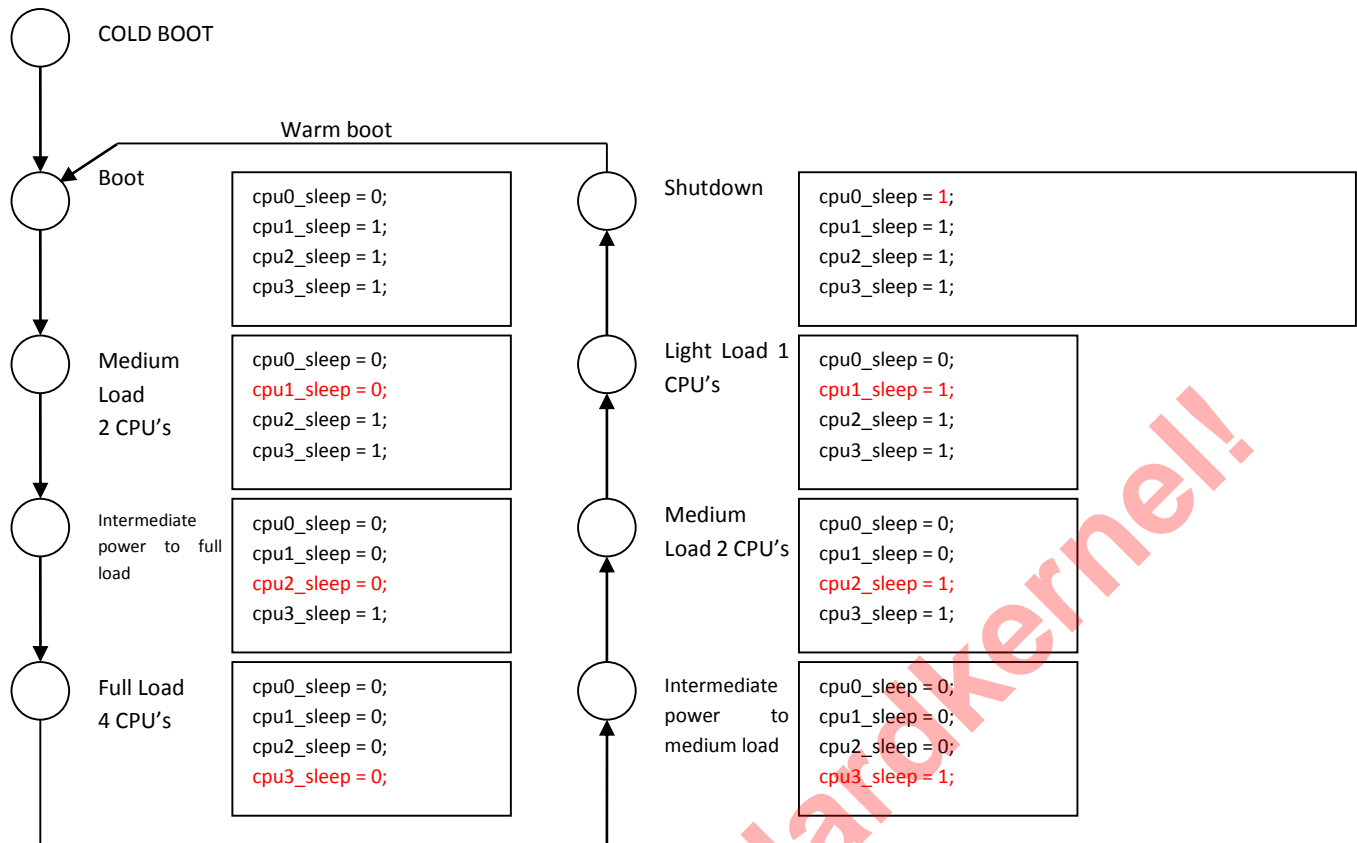 COLD BOOT
Warm boot
Boot
cpu0_sleep = 0;
cpu1_sleep = 1;
cpu2_sleep = 1;
cpu3_sleep = 1;
Shutdown
cpu0_sleep = 1;
cpu1_sleep = 1;
cpu2_sleep = 1;
cpu3_sleep = 1;
Medium
Load
2 CPU’s
cpu0_sleep = 0;
cpu1_sleep = 0;
cpu2_sleep = 1;
cpu3_sleep = 1;
Light Load 1
CPU’s
cpu0_sleep = 0;
cpu1_sleep = 1;
cpu2_sleep = 1;
cpu3_sleep = 1;
Intermediate
power to full
load
cpu0_sleep = 0;
cpu1_sleep = 0;
cpu2_sleep = 0;
cpu3_sleep = 1;
Medium
Load 2 CPU’s
cpu0_sleep = 0;
cpu1_sleep = 0;
cpu2_sleep = 1;
cpu3_sleep = 1;
Full Load
4 CPU’s
cpu0_sleep = 0;
cpu1_sleep = 0;
cpu2_sleep = 0;
cpu3_sleep = 0;
Intermediate
power to
medium load
cpu0_sleep = 0;
cpu1_sleep = 0;
cpu2_sleep = 0;
cpu3_sleep = 1;
ardkernel!